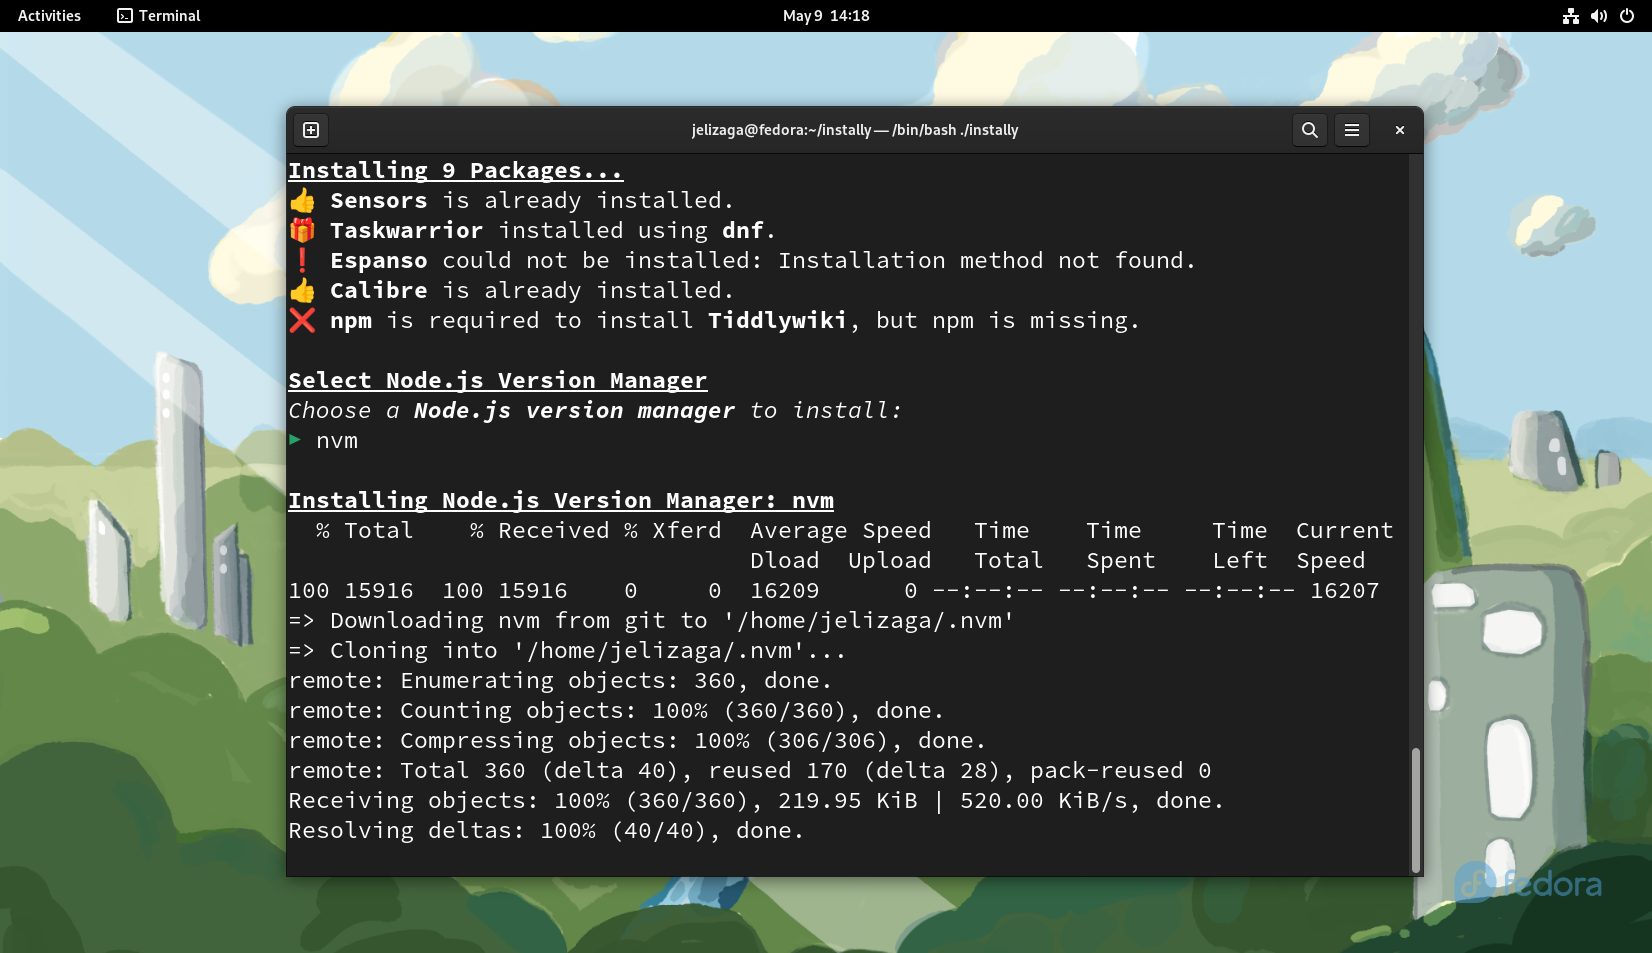 Activities Terminal May 9 14:18
jelizaga@fedora:~/instally — /bin/bash ./instally
Installing 9 Packages...
👍 Sensors is already installed.
🎁 Taskwarrior installed using dnf.
❗ Espanso could not be installed: Installation method not found.
👍 Calibre is already installed.
❌ npm is required to install Tiddlywiki, but npm is missing.
Select Node.js Version Manager
Choose a Node.js version manager to install:
▸ nvm
Installing Node.js Version Manager: nvm
  % Total    % Received % Xferd  Average Speed   Time    Time     Time  Current
                                 Dload  Upload   Total   Spent    Left  Speed
100 15916  100 15916    0     0  16209      0 --:--:-- --:--:-- --:--:-- 16207
=> Downloading nvm from git to '/home/jelizaga/.nvm'
=> Cloning into '/home/jelizaga/.nvm'...
remote: Enumerating objects: 360, done.
remote: Counting objects: 100% (360/360), done.
remote: Compressing objects: 100% (306/306), done.
remote: Total 360 (delta 40), reused 170 (delta 28), pack-reused 0
Receiving objects: 100% (360/360), 219.95 KiB | 520.00 KiB/s, done.
Resolving deltas: 100% (40/40), done.
fedora